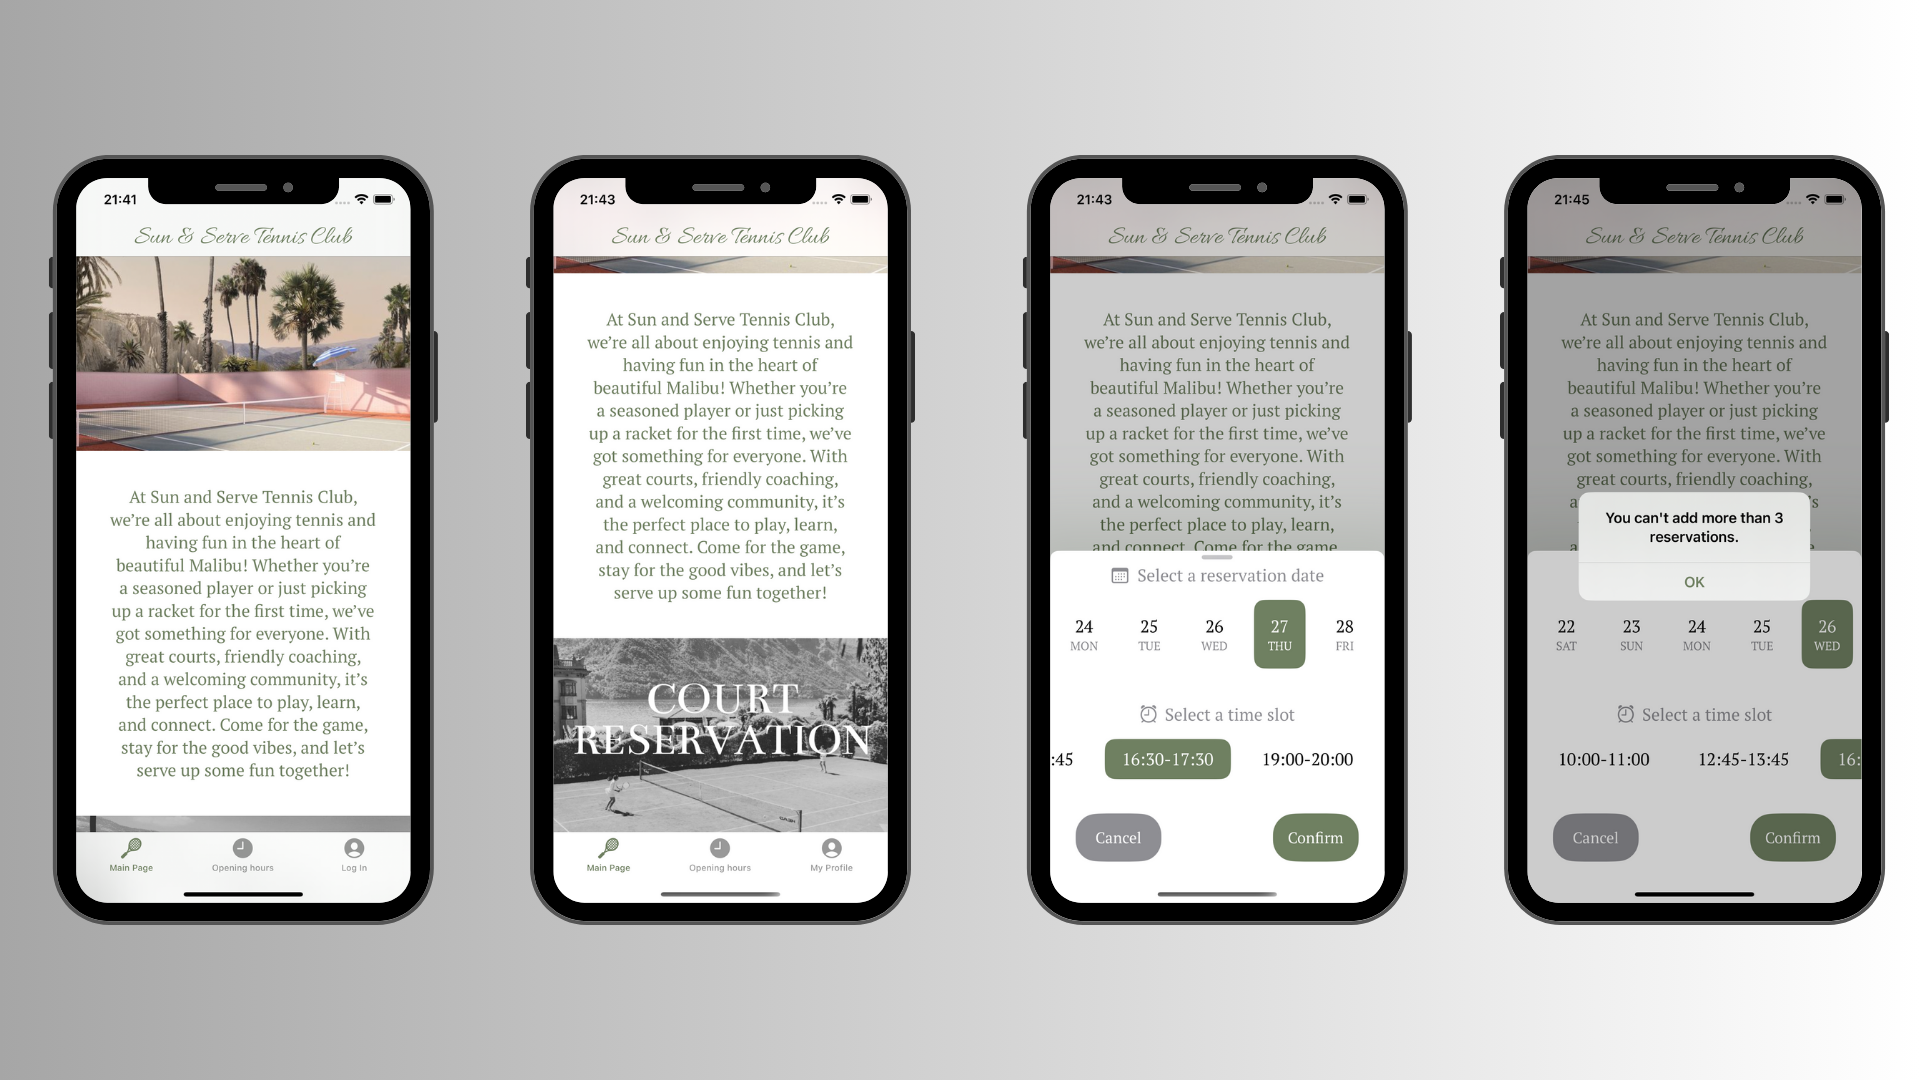 21:41
Sun & Serve Tennis Club
At Sun and Serve Tennis Club,
we're all about enjoying tennis and
having fun in the heart of
beautiful Malibu! Whether you're
a seasoned player or just picking
up a racket for the first time, we've
got something for everyone. With
great courts, friendly coaching,
and a welcoming community, it's
the perfect place to play, learn,
and connect. Come for the game,
stay for the good vibes, and let's
serve up some fun together!
Main Page
Opening hours
Log In
21:43
Sun & Serve Tennis Club
At Sun and Serve Tennis Club,
we're all about enjoying tennis and
having fun in the heart of
beautiful Malibu! Whether you're
a seasoned player or just picking
up a racket for the first time, we've
got something for everyone. With
great courts, friendly coaching,
and a welcoming community, it's
the perfect place to play, learn,
and connect. Come for the game,
stay for the good vibes, and let's
serve up some fun together!
COURT
RESERVATION
Main Page
Opening hours
My Profile
21:43
Sun & Serve Tennis Club
At Sun and Serve Tennis Club,
we're all about enjoying tennis and
having fun in the heart of
beautiful Malibu! Whether you're
a seasoned player or just picking
up a racket for the first time, we've
got something for everyone. With
great courts, friendly coaching,
and a welcoming community, it's
the perfect place to play, learn,
and connect. Come for the game,
Select a reservation date
24 25 26 27 28
MON TUE WED THU FRI
Select a time slot
:45 16:30-17:30 19:00-20:00
Cancel Confirm
21:45
Sun & Serve Tennis Club
At Sun and Serve Tennis Club,
we're all about enjoying tennis and
having fun in the heart of
beautiful Malibu! Whether you're
a seasoned player or just picking
up a racket for the first time, we've
got something for everyone. With
great courts, friendly coaching,
You can't add more than 3
reservations.
OK
22 23 24 25 26
SAT SUN MON TUE WED
Select a time slot
10:00-11:00 12:45-13:45 16:
Cancel Confirm